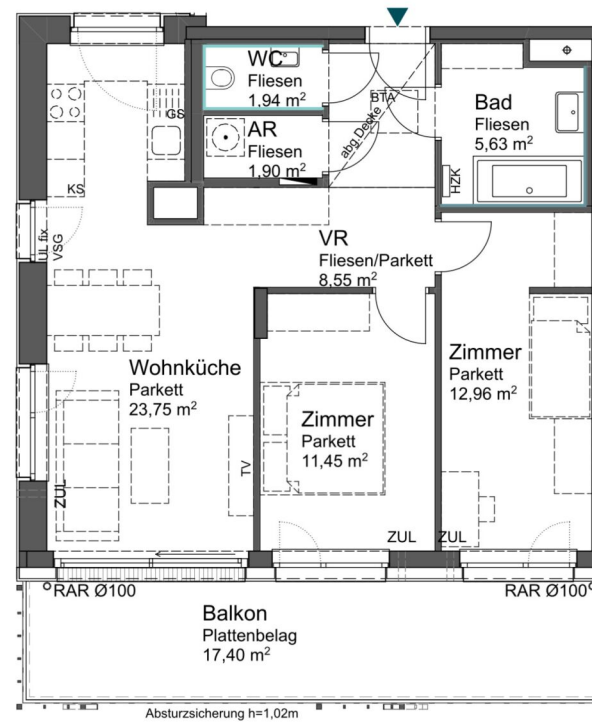 WC
Fliesen
1,94 m²
AR
Fliesen
1,90 m²
GS
KS
BTA
abg Decke
Bad
Fliesen
5,63 m²
HZK
UL fix
VSG
VR
Fliesen/Parkett
8,55 m²
Wohnküche
Parkett
23,75 m²
TV
ZUL
Zimmer
Parkett
11,45 m²
ZUL
Zimmer
Parkett
12,96 m²
ZUL
RAR Ø100
RAR Ø100
Balkon
Plattenbelag
17,40 m²
Absturzsicherung h=1,02m